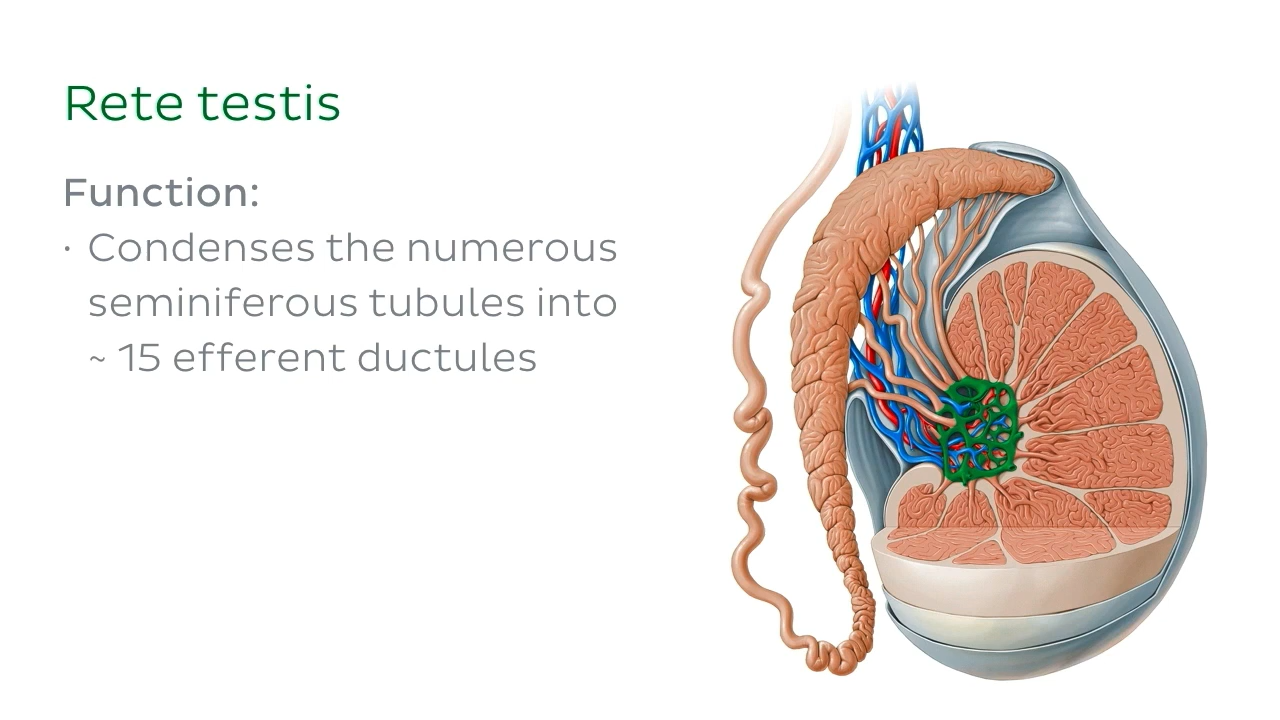 Rete testis
Function:
· Condenses the numerous
seminiferous tubules into
~ 15 efferent ductules